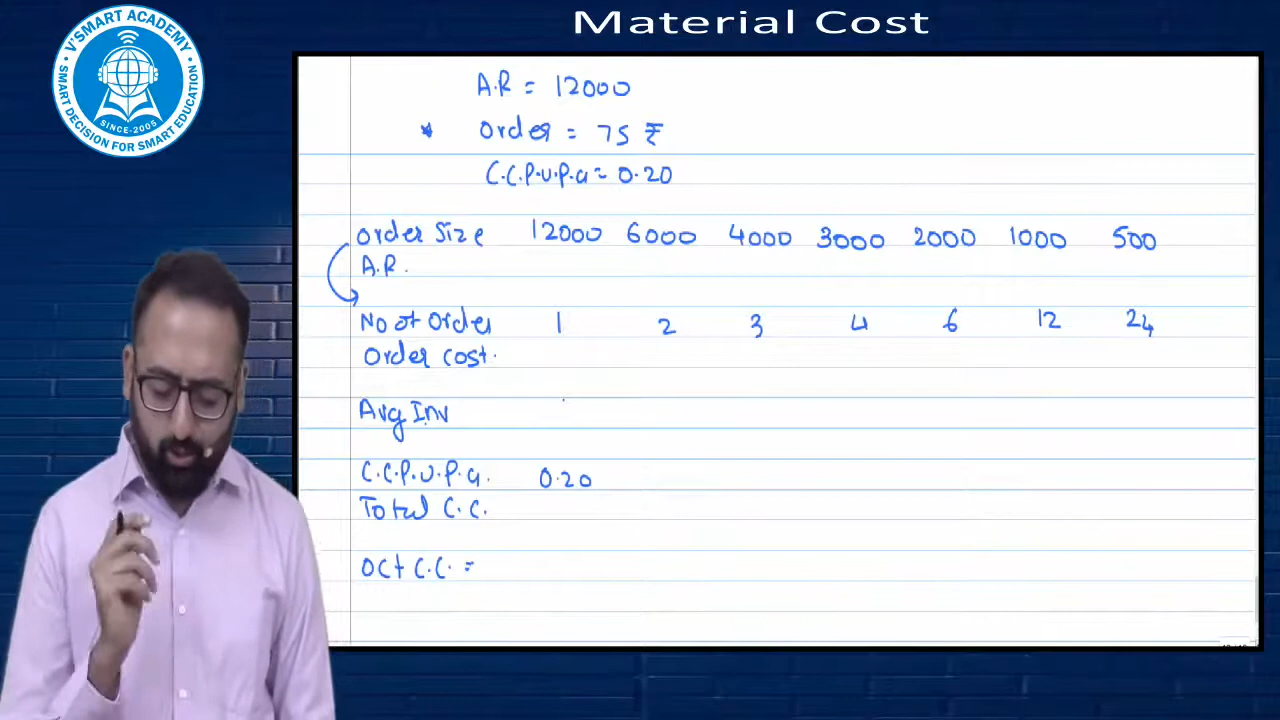 Material Cost
V'SMART ACADEMY
SINCE-2005
SMART DECISION FOR SMART EDUCATION
A.R = 12000
* Order = 75 ₹
C.C.P.U.P.a = 0.20
Order Size 12000 6000 4000 3000 2000 1000 500
A.R.
No of Order 1 2 3 4 6 12 24
Order cost.
Avg Inv
C.C.P.U.P.a. 0.20
Total C.C.
OC+ C.C. =